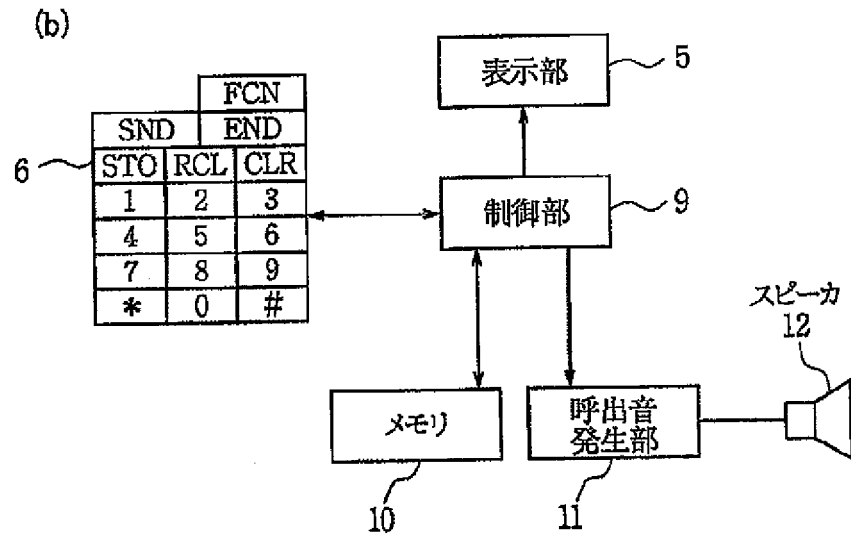 (b)
表示部
5
FCN
SND END
6
STO RCL CLR
1 2 3
4 5 6
7 8 9
* 0 #
制御部
9
スピーカ
12
メモリ
10
呼出音
発生部
11